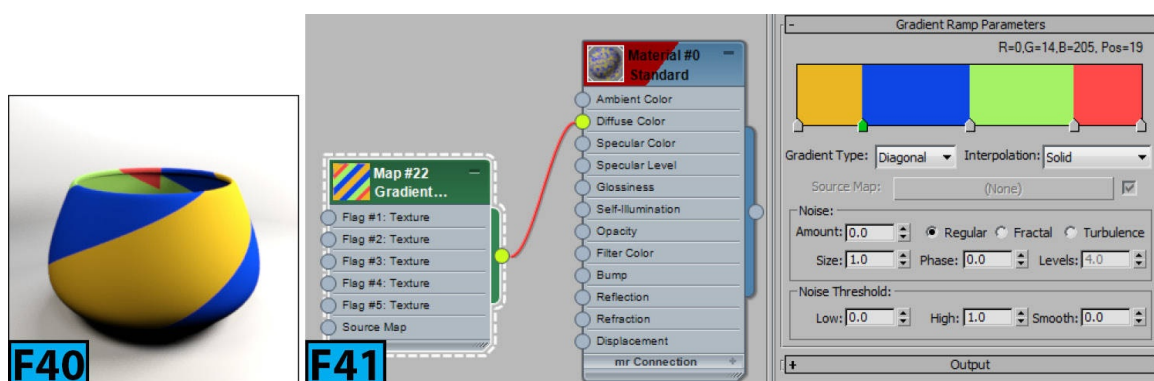 F40
Map #22
Gradient...
Flag #1: Texture
Flag #2: Texture
Flag #3: Texture
Flag #4: Texture
Flag #5: Texture
Source Map
F41
Material #0
Standard
Ambient Color
Diffuse Color
Specular Color
Specular Level
Glossiness
Self-Illumination
Opacity
Filter Color
Bump
Reflection
Refraction
Displacement
mr Connection +
- Gradient Ramp Parameters
R=0,G=14,B=205, Pos=19
Gradient Type: Diagonal Interpolation: Solid
Source Map: (None)
Noise:
Amount: 0.0 Regular Fractal Turbulence
Size: 1.0 Phase: 0.0 Levels: 4.0
Noise Threshold:
Low: 0.0 High: 1.0 Smooth: 0.0
+ Output